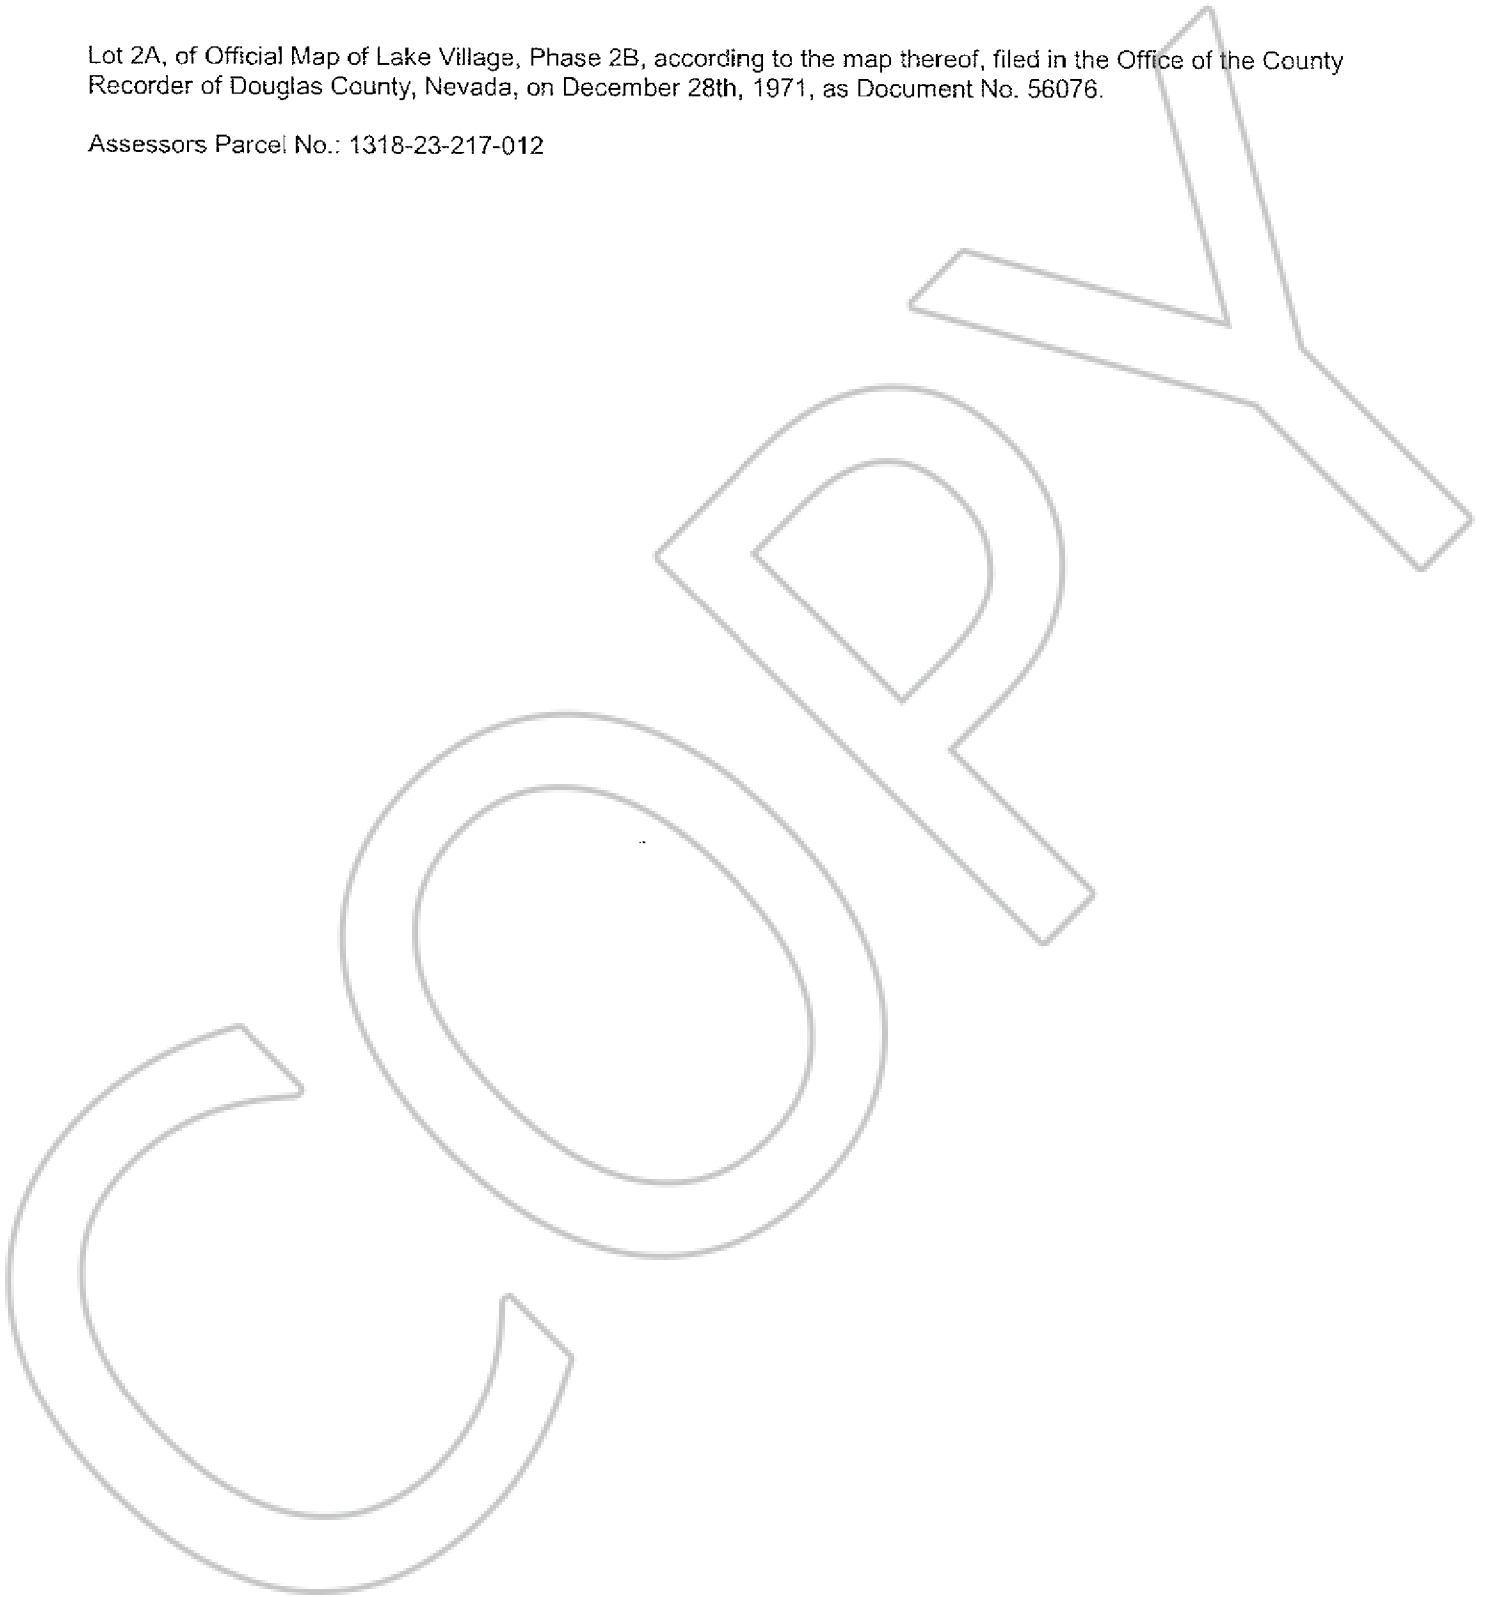 Lot 2A, of Official Map of Lake Village, Phase 2B, according to the map thereof, filed in the Office of the County
Recorder of Douglas County, Nevada, on December 28th, 1971, as Document No. 56076.
Assessors Parcel No.: 1318-23-217-012
COPY